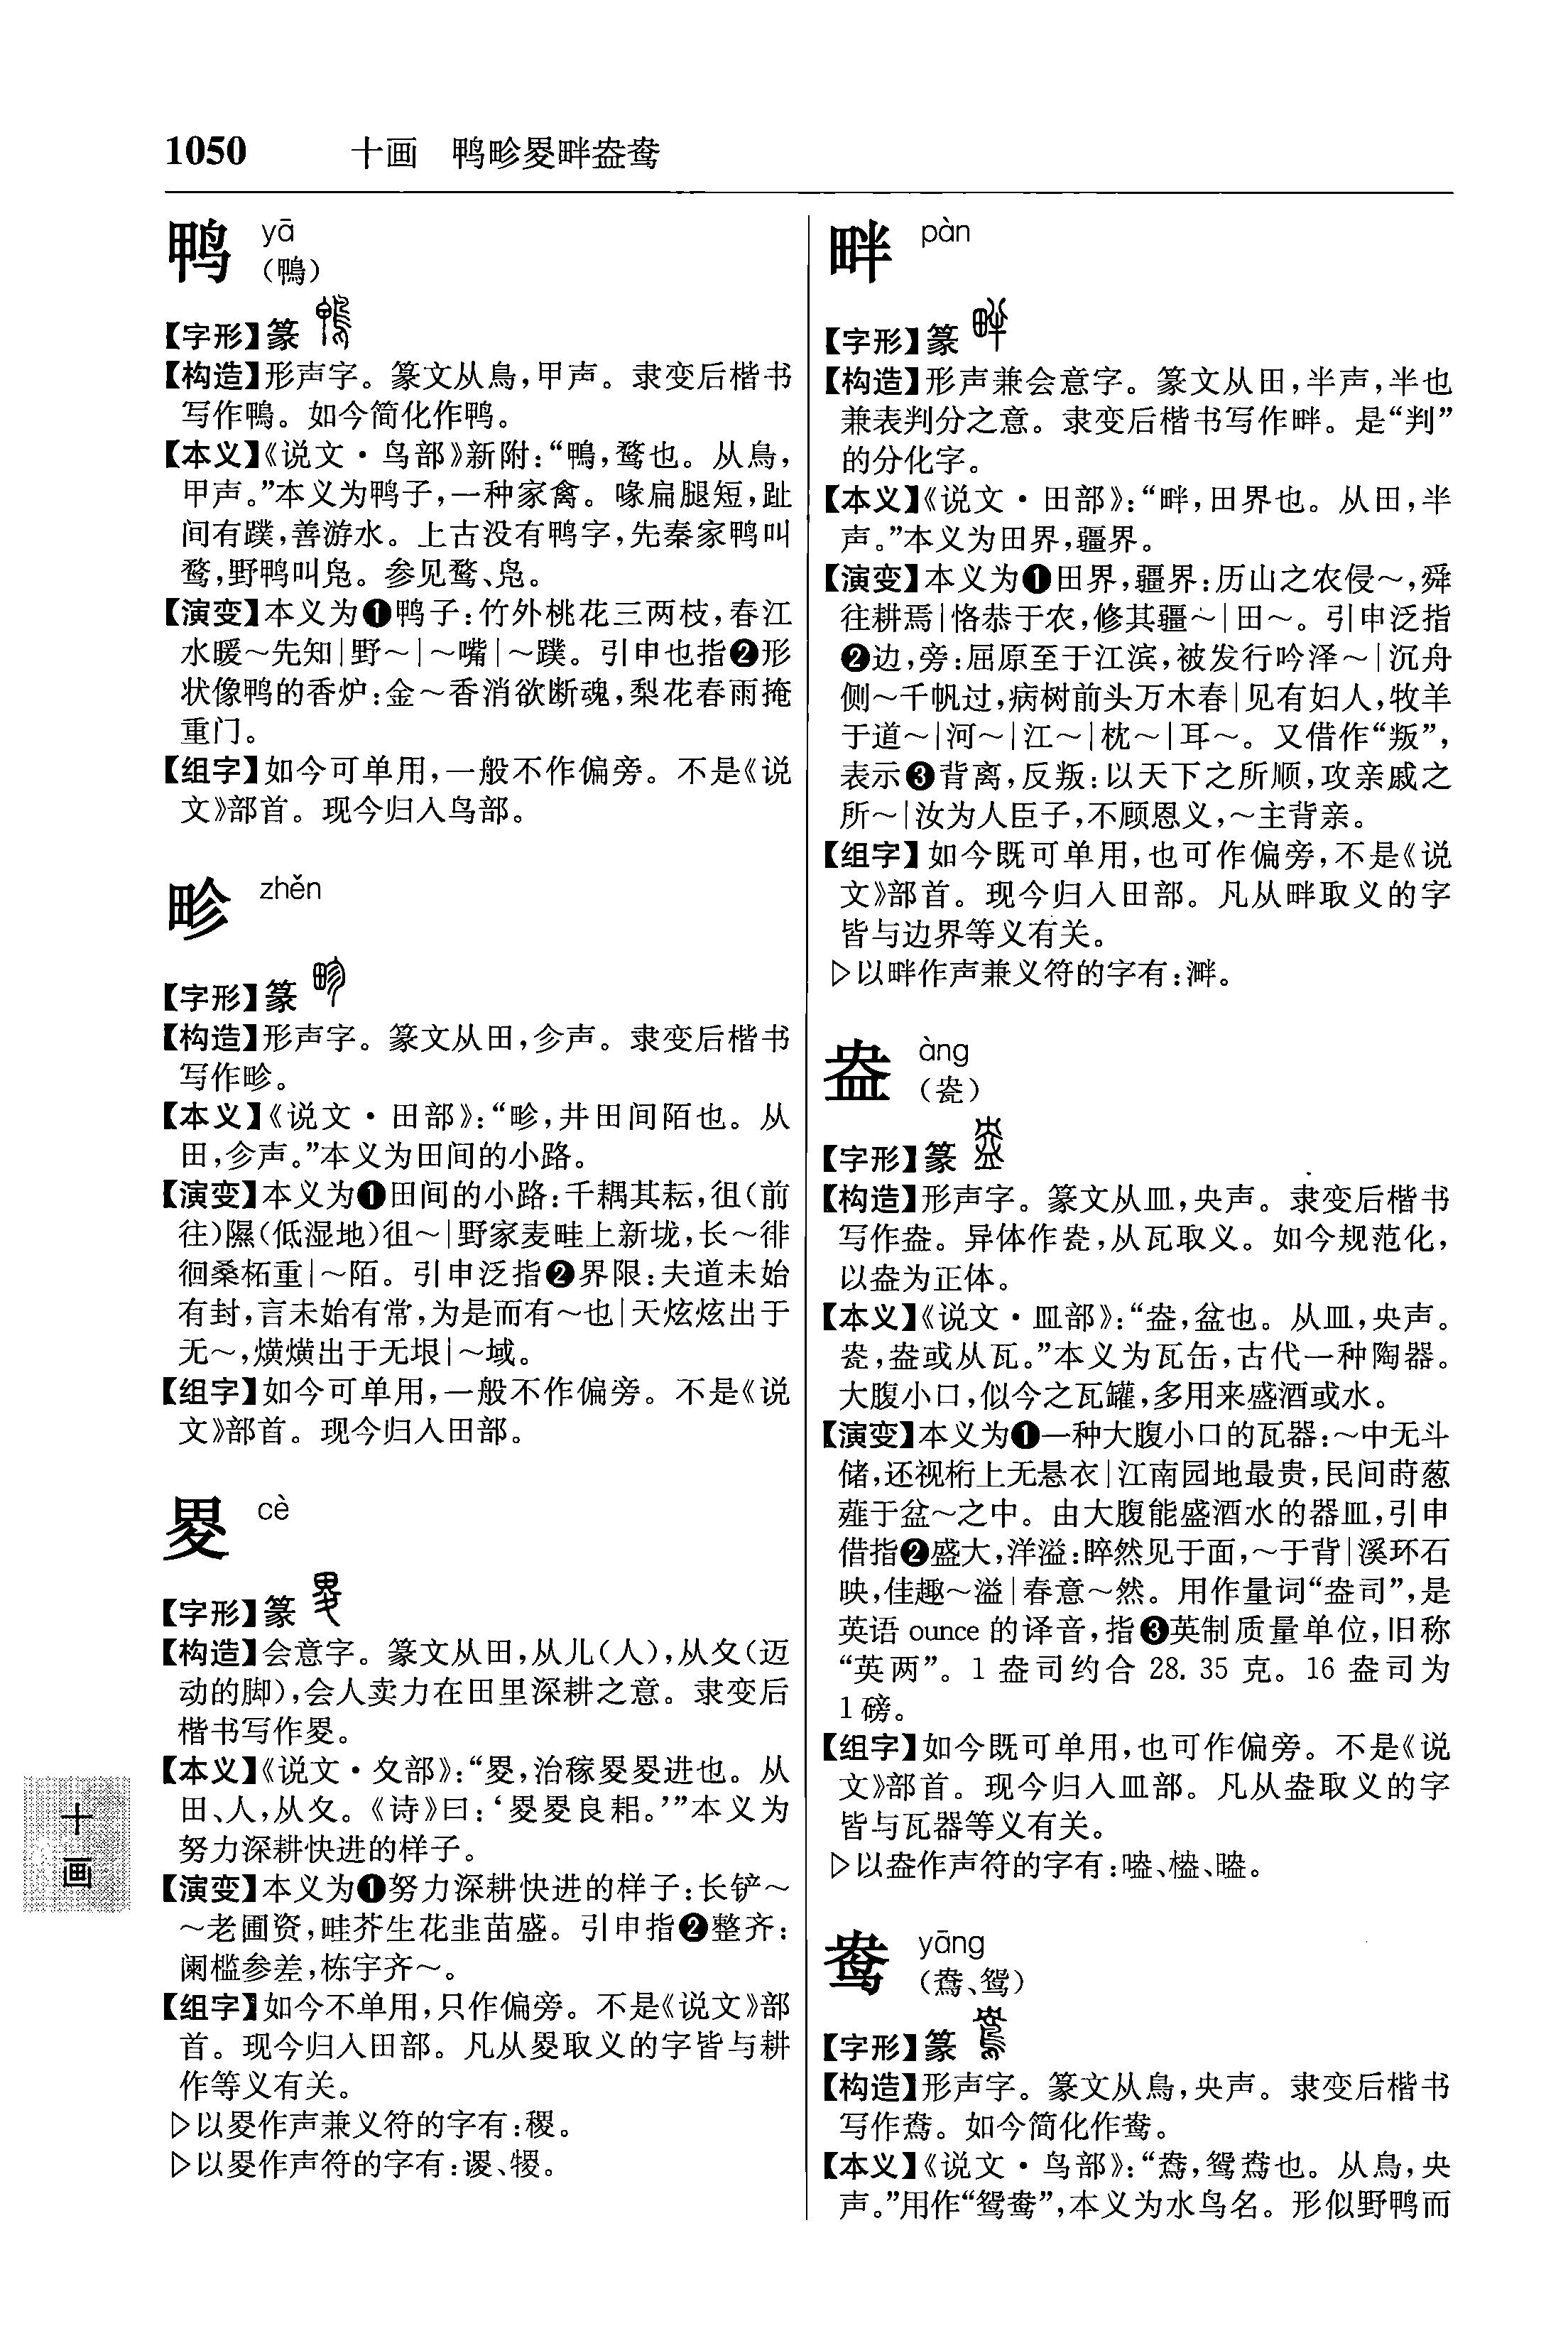 1050 十画 鸭畛畟畔盎鸯
鸭 yā
（鴨）
【字形】篆
【构造】形声字。篆文从鳥，甲声。隶变后楷书
写作鴨。如今简化作鸭。
【本义】《说文·鸟部》新附：“鴨，鹜也。从鳥，
甲声。”本义为鸭子，一种家禽。喙扁腿短，趾
间有蹼，善游水。上古没有鸭字，先秦家鸭叫
鹜，野鸭叫凫。参见鹜、凫。
【演变】本义为❶鸭子：竹外桃花三两枝，春江
水暖～先知|野～|～嘴|～蹼。引申也指❷形
状像鸭的香炉：金～香消欲断魂，梨花春雨掩
重门。
【组字】如今可单用，一般不作偏旁。不是《说
文》部首。现今归入鸟部。
畛 zhěn
【字形】篆
【构造】形声字。篆文从田，㐱声。隶变后楷书
写作畛。
【本义】《说文·田部》：“畛，井田间陌也。从
田，㐱声。”本义为田间的小路。
【演变】本义为❶田间的小路：千耦其耘，徂（前
往）隰（低湿地）徂～|野家麦畦上新垅，长～徘
徊桑柘重|～陌。引申泛指❷界限：夫道未始
有封，言未始有常，为是而有～也|天炫炫出于
无～，熿熿出于无垠|～域。
【组字】如今可单用，一般不作偏旁。不是《说
文》部首。现今归入田部。
畟 cè
【字形】篆
【构造】会意字。篆文从田，从儿（人），从夊（迈
动的脚），会人卖力在田里深耕之意。隶变后
楷书写作畟。
【本义】《说文·夊部》：“畟，治稼畟畟进也。从
田、人，从夊。《诗》曰：‘畟畟良耜。’”本义为
努力深耕快进的样子。
【演变】本义为❶努力深耕快进的样子：长铲～
～老圃资，畦芥生花韭苗盛。引申指❷整齐：
阑槛参差，栋宇齐～。
【组字】如今不单用，只作偏旁。不是《说文》部
首。现今归入田部。凡从畟取义的字皆与耕
作等义有关。
▷以畟作声兼义符的字有：稷。
▷以畟作声符的字有：谡、犋。
畔 pàn
【字形】篆
【构造】形声兼会意字。篆文从田，半声，半也
兼表判分之意。隶变后楷书写作畔。是“判”
的分化字。
【本义】《说文·田部》：“畔，田界也。从田，半
声。”本义为田界，疆界。
【演变】本义为❶田界，疆界：历山之农侵～，舜
往耕焉|恪恭于农，修其疆～|田～。引申泛指
❷边，旁：屈原至于江滨，被发行吟泽～|沉舟
侧～千帆过，病树前头万木春|见有妇人，牧羊
于道～|河～|江～|枕～|耳～。又借作“叛”，
表示❸背离，反叛：以天下之所顺，攻亲戚之
所～|汝为人臣子，不顾恩义，～主背亲。
【组字】如今既可单用，也可作偏旁，不是《说
文》部首。现今归入田部。凡从畔取义的字
皆与边界等义有关。
▷以畔作声兼义符的字有：溿。
盎 àng
（瓽）
【字形】篆
【构造】形声字。篆文从皿，央声。隶变后楷书
写作盎。异体作㼜，从瓦取义。如今规范化，
以盎为正体。
【本义】《说文·皿部》：“盎，盆也。从皿，央声。
㼜，盎或从瓦。”本义为瓦缶，古代一种陶器。
大腹小口，似今之瓦罐，多用来盛酒或水。
【演变】本义为❶一种大腹小口的瓦器：～中无斗
储，还视桁上无悬衣|江南园地最贵，民间莳葱
薤于盆～之中。由大腹能盛酒水的器皿，引申
借指❷盛大，洋溢：睟然见于面，～于背|溪环石
映，佳趣～溢|春意～然。用作量词“盎司”，是
英语 ounce 的译音，指❸英制质量单位，旧称
“英两”。1 盎司约合 28.35 克。16 盎司为
1 磅。
【组字】如今既可单用，也可作偏旁。不是《说
文》部首。现今归入皿部。凡从盎取义的字
皆与瓦器等义有关。
▷以盎作声符的字有：嗌、榼、瞌。
鸯 yāng
（鴦、鸳）
【字形】篆
【构造】形声字。篆文从鳥，央声。隶变后楷书
写作鴦。如今简化作鸯。
【本义】《说文·鸟部》：“鴦，鸳鴦也。从鳥，央
声。”用作“鸳鸯”，本义为水鸟名。形似野鸭而
十
画